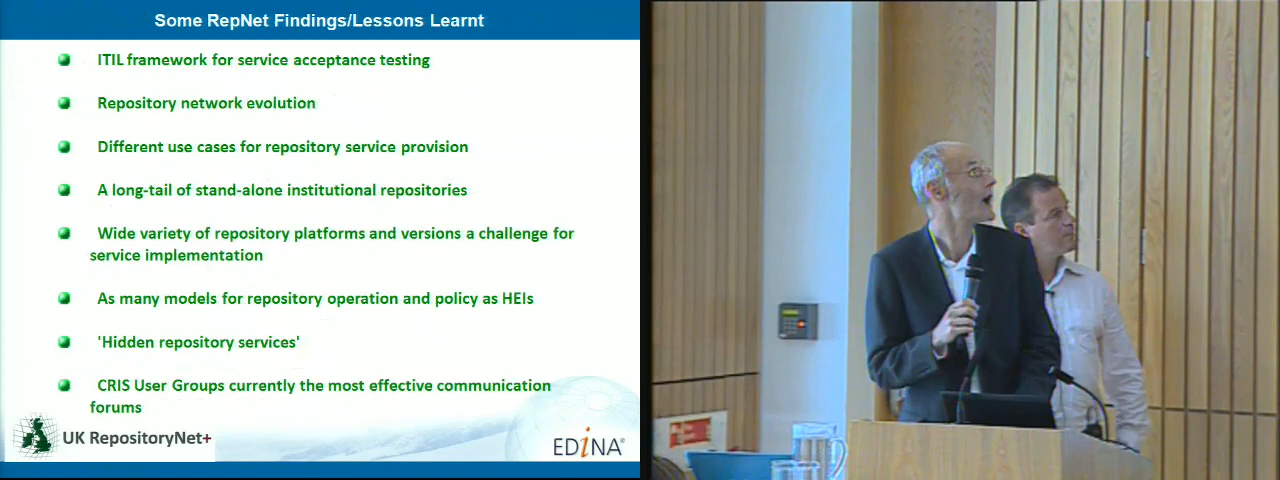 Some RepNet Findings/Lessons Learnt
ITIL framework for service acceptance testing
Repository network evolution
Different use cases for repository service provision
A long-tail of stand-alone institutional repositories
Wide variety of repository platforms and versions a challenge for
service implementation
As many models for repository operation and policy as HEIs
'Hidden repository services'
CRIS User Groups currently the most effective communication
forums
UK RepositoryNet+
EDINA®